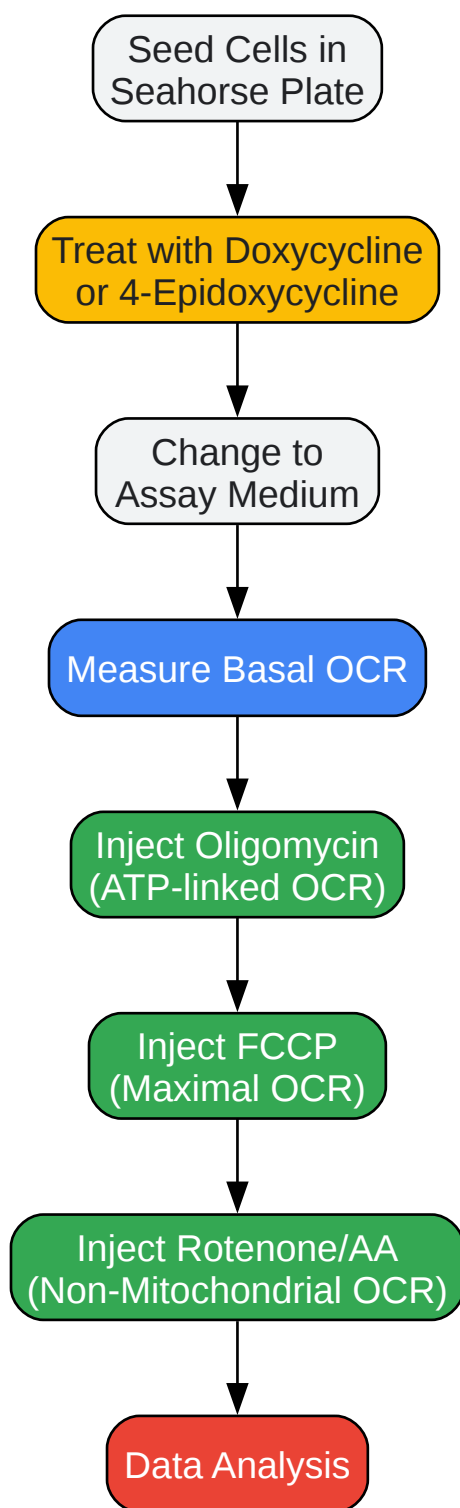 Seed Cells in
Seahorse Plate
Treat with Doxycycline
or 4-Epidoxycycline
Change to
Assay Medium
Measure Basal OCR
Inject Oligomycin
(ATP-linked OCR)
Inject FCCP
(Maximal OCR)
Inject Rotenone/AA
(Non-Mitochondrial OCR)
Data Analysis